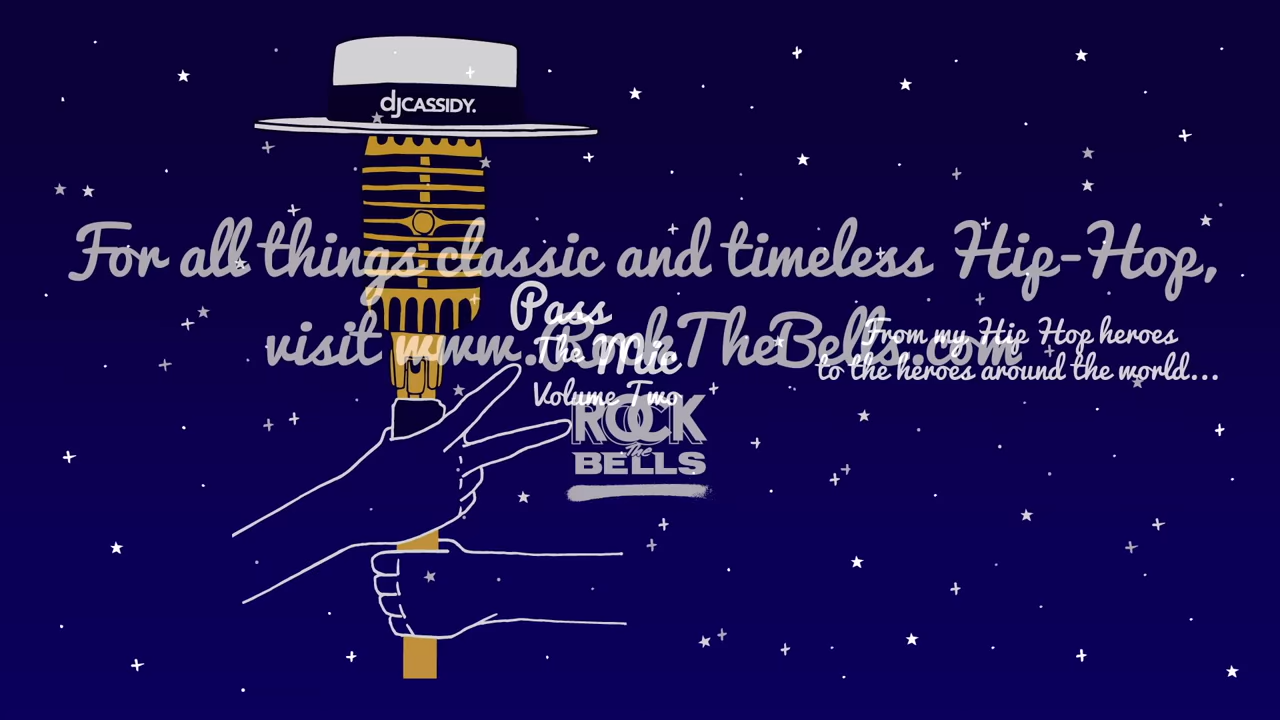 djCASSIDY.
For all things classic and timeless Hip-Hop,
visit www.RockTheBells.com
Pass
The Mic
Volume Two
From my Hip Hop heroes
to the heroes around the world...
ROCK
The
BELLS